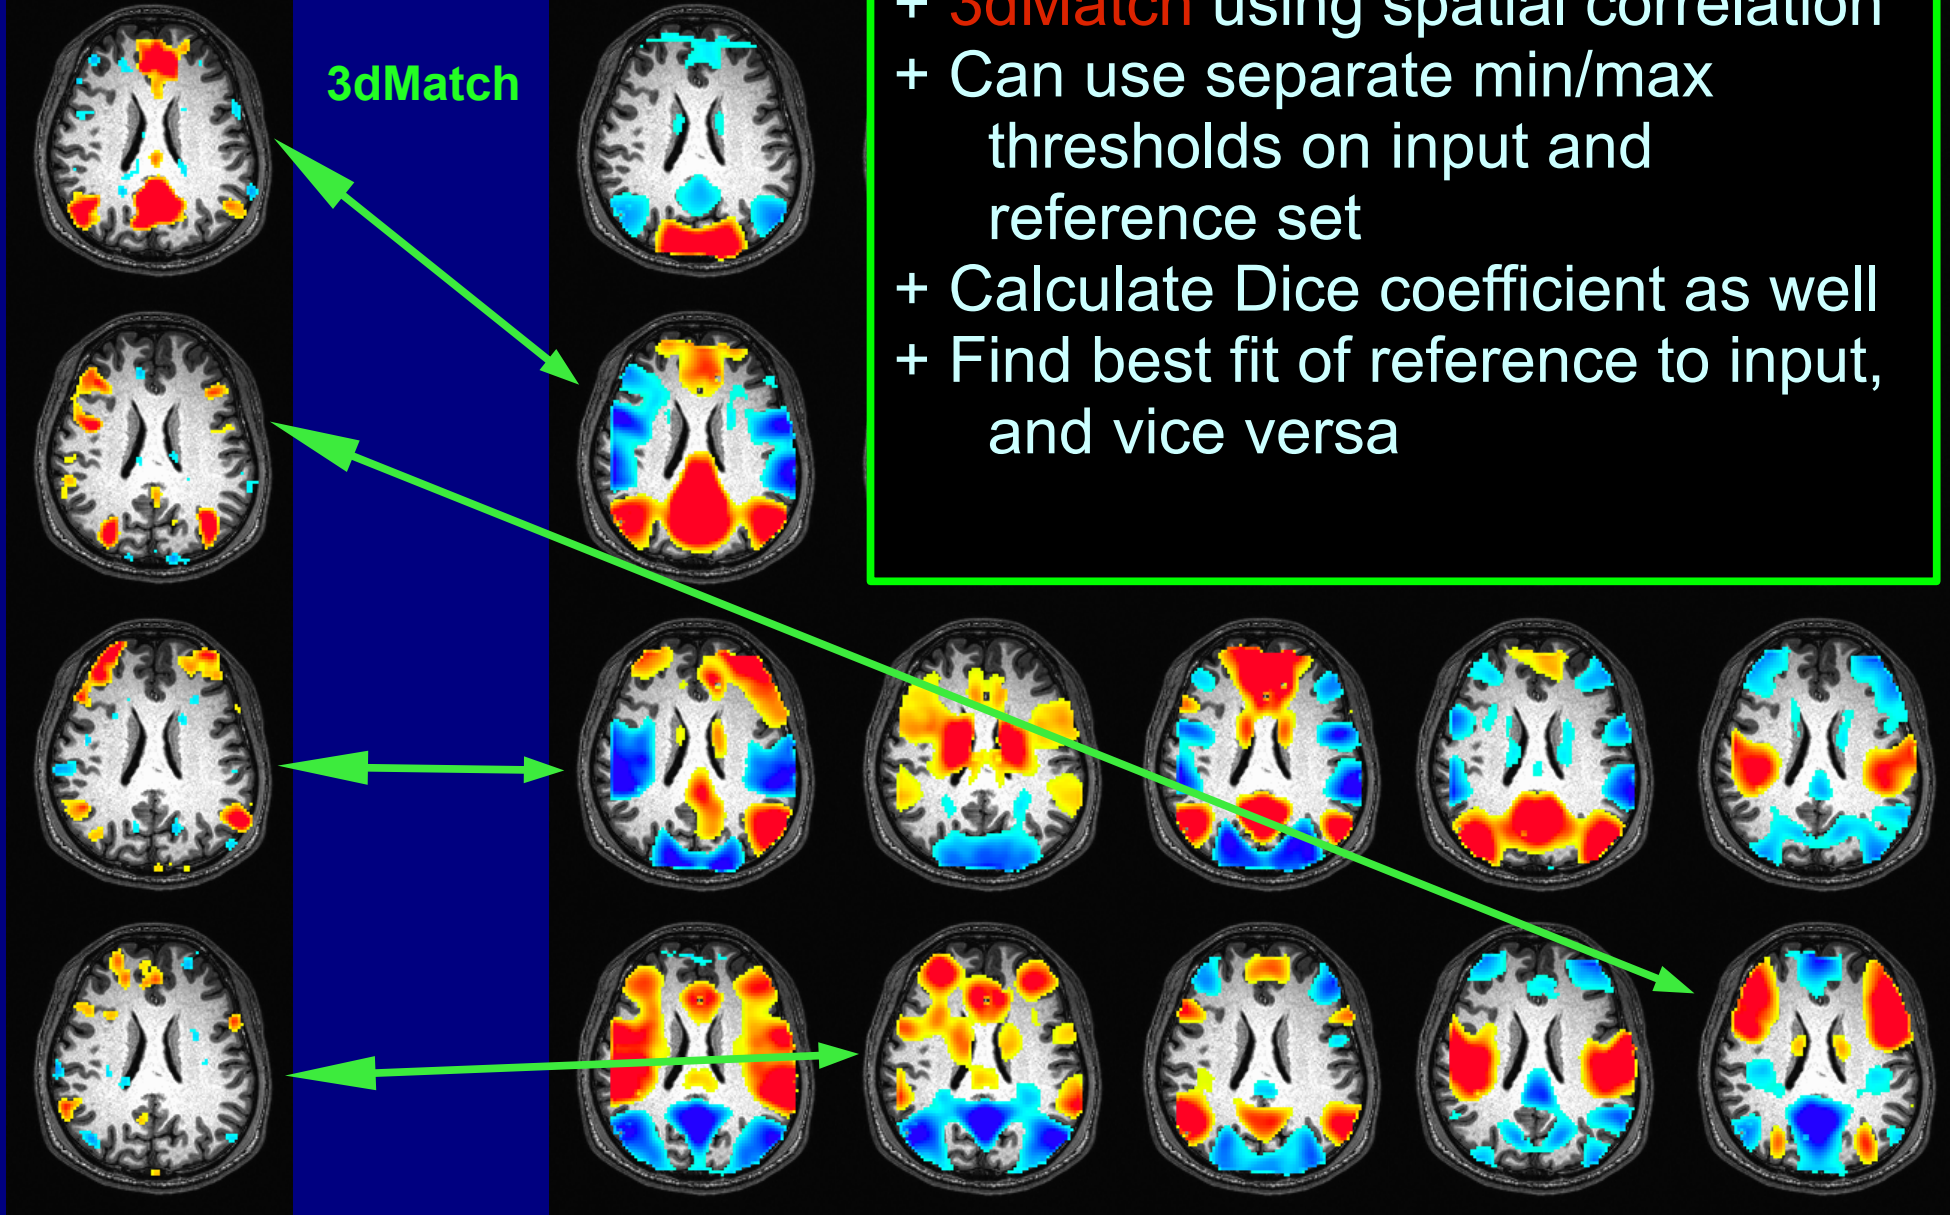 3dMatch
+ 3dMatch using spatial correlation
+ Can use separate min/max
thresholds on input and
reference set
+ Calculate Dice coefficient as well
+ Find best fit of reference to input,
and vice versa